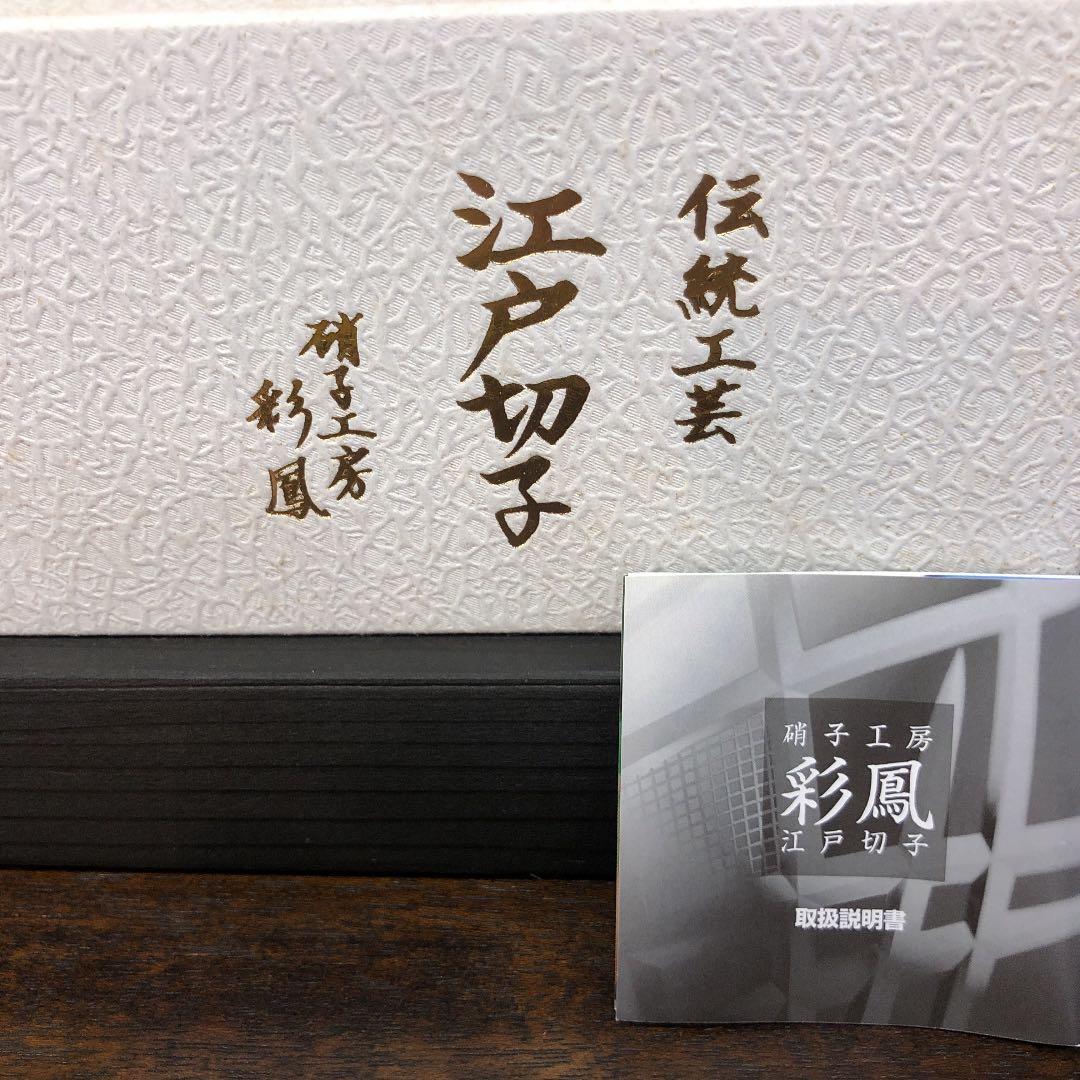 伝統工芸
江戸切子
硝子工房
彩鳳
硝子工房
彩鳳
江戸切子
取扱説明書